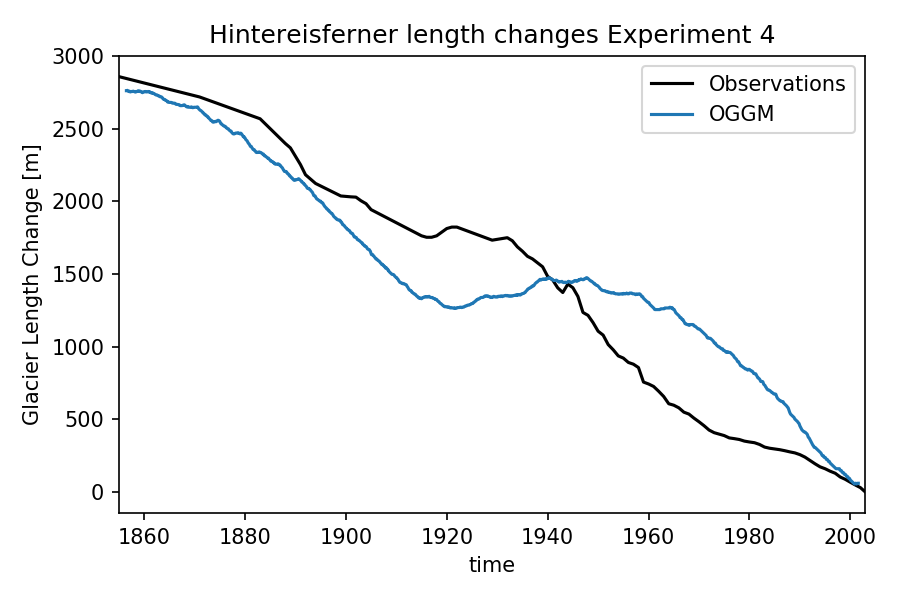 Hintereisferner length changes Experiment 4
Glacier Length Change [m]
3000
2500
2000
1500
1000
500
0
Observations
OGGM
1860 1880 1900 1920 1940 1960 1980 2000
time